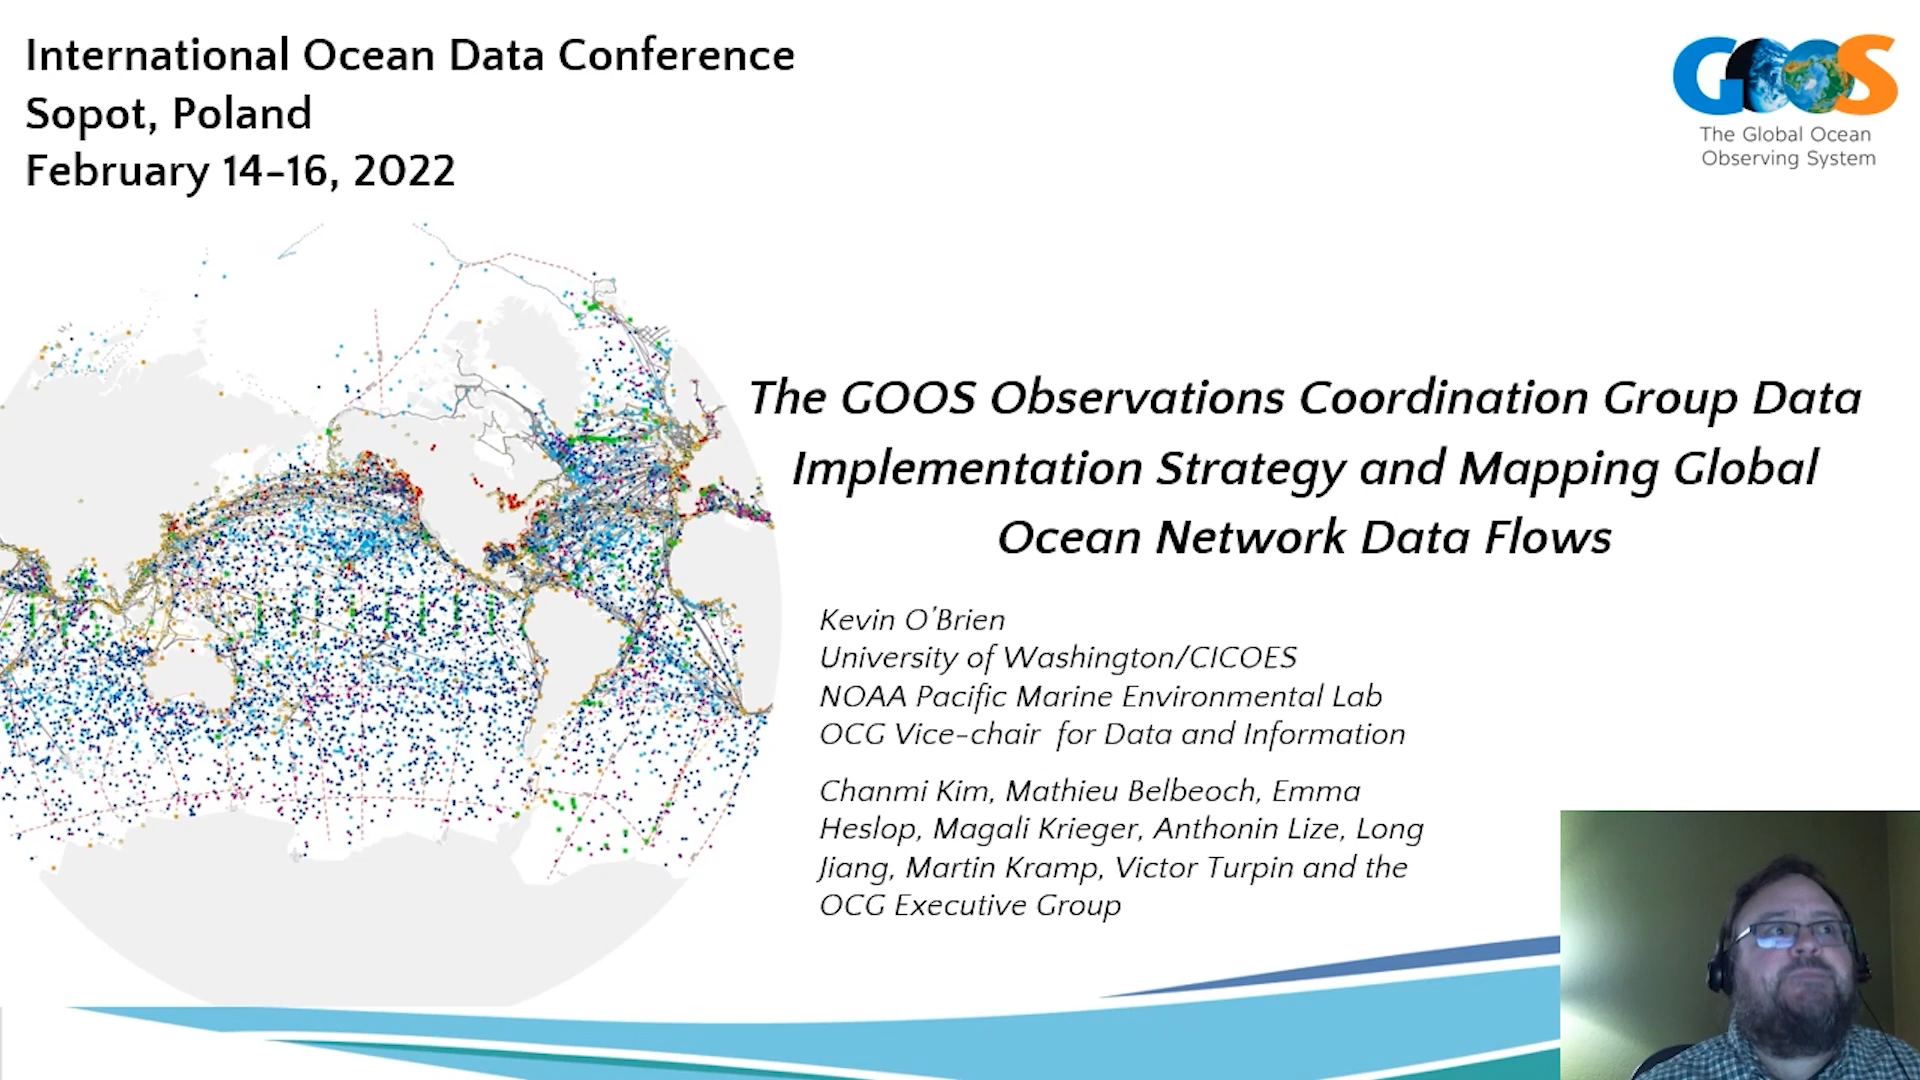 International Ocean Data Conference
Sopot, Poland
February 14-16, 2022
GOOS
The Global Ocean
Observing System
The GOOS Observations Coordination Group Data
Implementation Strategy and Mapping Global
Ocean Network Data Flows
Kevin O'Brien
University of Washington/CICOES
NOAA Pacific Marine Environmental Lab
OCG Vice-chair for Data and Information
Chanmi Kim, Mathieu Belbeoch, Emma
Heslop, Magali Krieger, Anthonin Lize, Long
Jiang, Martin Kramp, Victor Turpin and the
OCG Executive Group